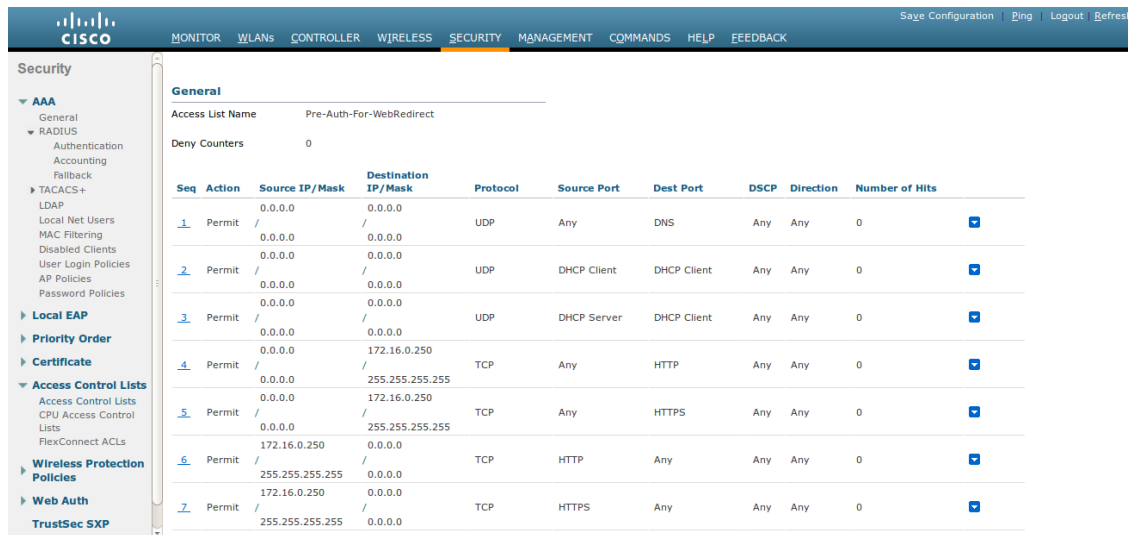 Save Configuration | Ping | Logout | Refresh
CISCO
MONITOR WLANs CONTROLLER WIRELESS SECURITY MANAGEMENT COMMANDS HELP FEEDBACK
Security
AAA
General
RADIUS
Authentication
Accounting
Fallback
TACACS+
LDAP
Local Net Users
MAC Filtering
Disabled Clients
User Login Policies
AP Policies
Password Policies
Local EAP
Priority Order
Certificate
Access Control Lists
Access Control Lists
CPU Access Control
Lists
FlexConnect ACLs
Wireless Protection
Policies
Web Auth
TrustSec SXP
General
Access List Name Pre-Auth-For-WebRedirect
Deny Counters 0
Destination
Seq Action Source IP/Mask IP/Mask Protocol Source Port Dest Port DSCP Direction Number of Hits
0.0.0.0 0.0.0.0
1 Permit / / UDP Any DNS Any Any 0
0.0.0.0 0.0.0.0
0.0.0.0 0.0.0.0
2 Permit / / UDP DHCP Client DHCP Client Any Any 0
0.0.0.0 0.0.0.0
0.0.0.0 0.0.0.0
3 Permit / / UDP DHCP Server DHCP Client Any Any 0
0.0.0.0 0.0.0.0
0.0.0.0 172.16.0.250
4 Permit / / TCP Any HTTP Any Any 0
0.0.0.0 255.255.255.255
0.0.0.0 172.16.0.250
5 Permit / / TCP Any HTTPS Any Any 0
0.0.0.0 255.255.255.255
172.16.0.250 0.0.0.0
6 Permit / / TCP HTTP Any Any Any 0
255.255.255.255 0.0.0.0
172.16.0.250 0.0.0.0
7 Permit / / TCP HTTPS Any Any Any 0
255.255.255.255 0.0.0.0